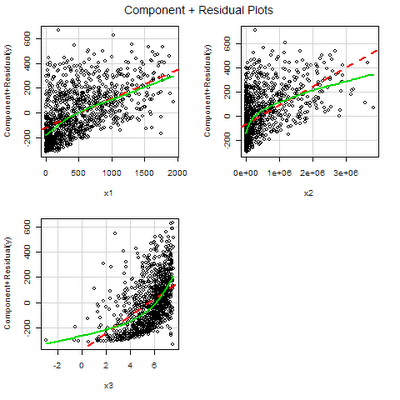 Component + Residual Plots
Component+Residual(y)
600
400
200
0
-200
0
500
1000
1500
2000
x1
Component+Residual(y)
600
400
200
0
-200
0e+00
1e+06
2e+06
3e+06
x2
Component+Residual(y)
600
400
200
0
-200
-2
0
2
4
6
x3